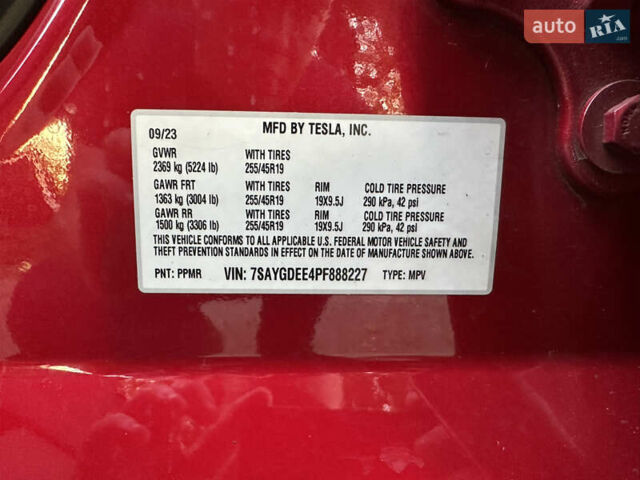 auto RIA.com
09/23 MFD BY TESLA, INC.
GVWR WITH TIRES
2369 kg (5224 lb) 255/45R19
GAWR FRT WITH TIRES RIM COLD TIRE PRESSURE
1363 kg (3004 lb) 255/45R19 19X9.5J 290 kPa, 42 psi
GAWR RR WITH TIRES RIM COLD TIRE PRESSURE
1500 kg (3306 lb) 255/45R19 19X9.5J 290 kPa, 42 psi
THIS VEHICLE CONFORMS TO ALL APPLICABLE U.S. FEDERAL MOTOR VEHICLE SAFETY AND
THEFT PREVENTION STANDARDS IN EFFECT ON THE DATE OF MANUFACTURE SHOWN ABOVE.
PNT: PPMR VIN: 7SAYGDEE4PF888227 TYPE: MPV